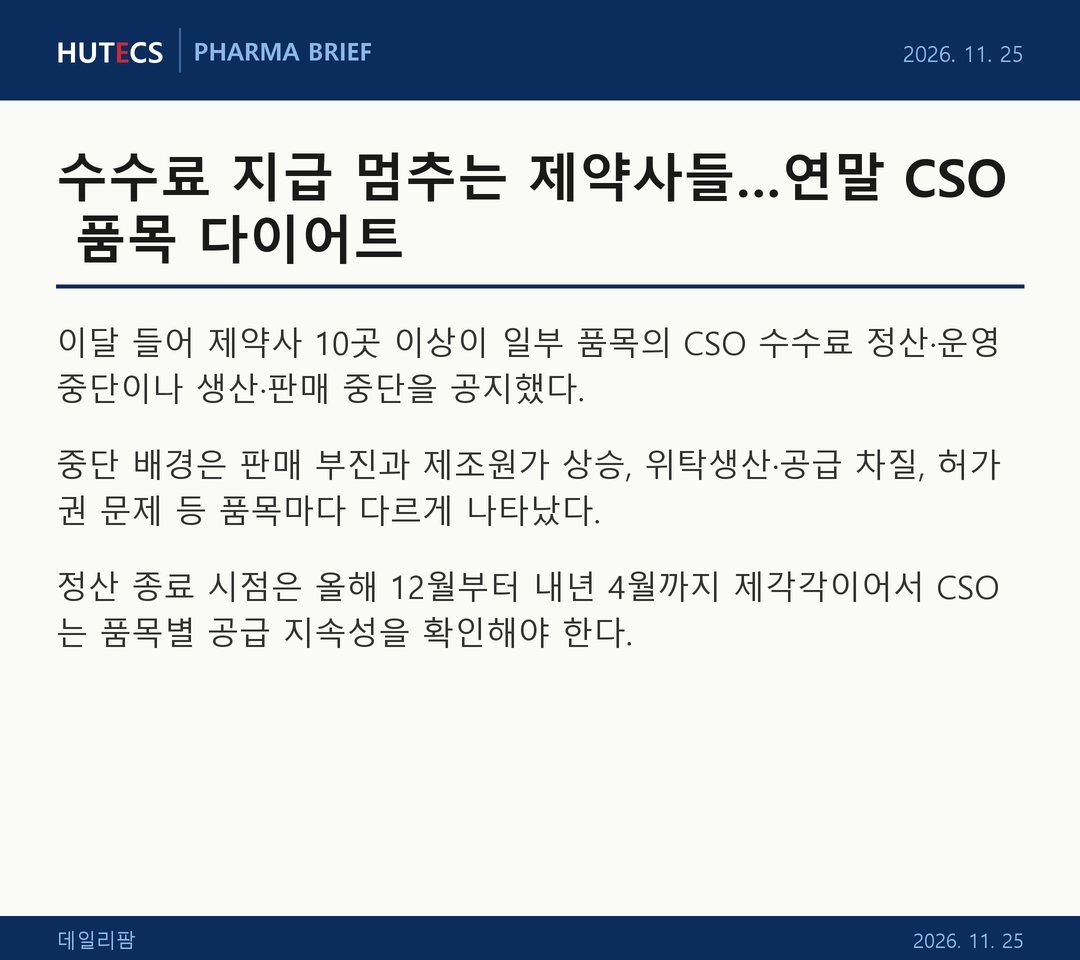 HUTECS PHARMA BRIEF 2026. 11. 25
수수료 지급 멈추는 제약사들...연말 CSO
품목 다이어트
이달 들어 제약사 10곳 이상이 일부 품목의 CSO 수수료 정산·운영
중단이나 생산·판매 중단을 공지했다.
중단 배경은 판매 부진과 제조원가 상승, 위탁생산·공급 차질, 허가
권 문제 등 품목마다 다르게 나타났다.
정산 종료 시점은 올해 12월부터 내년 4월까지 제각각이어서 CSO
는 품목별 공급 지속성을 확인해야 한다.
데일리팜 2026. 11. 25